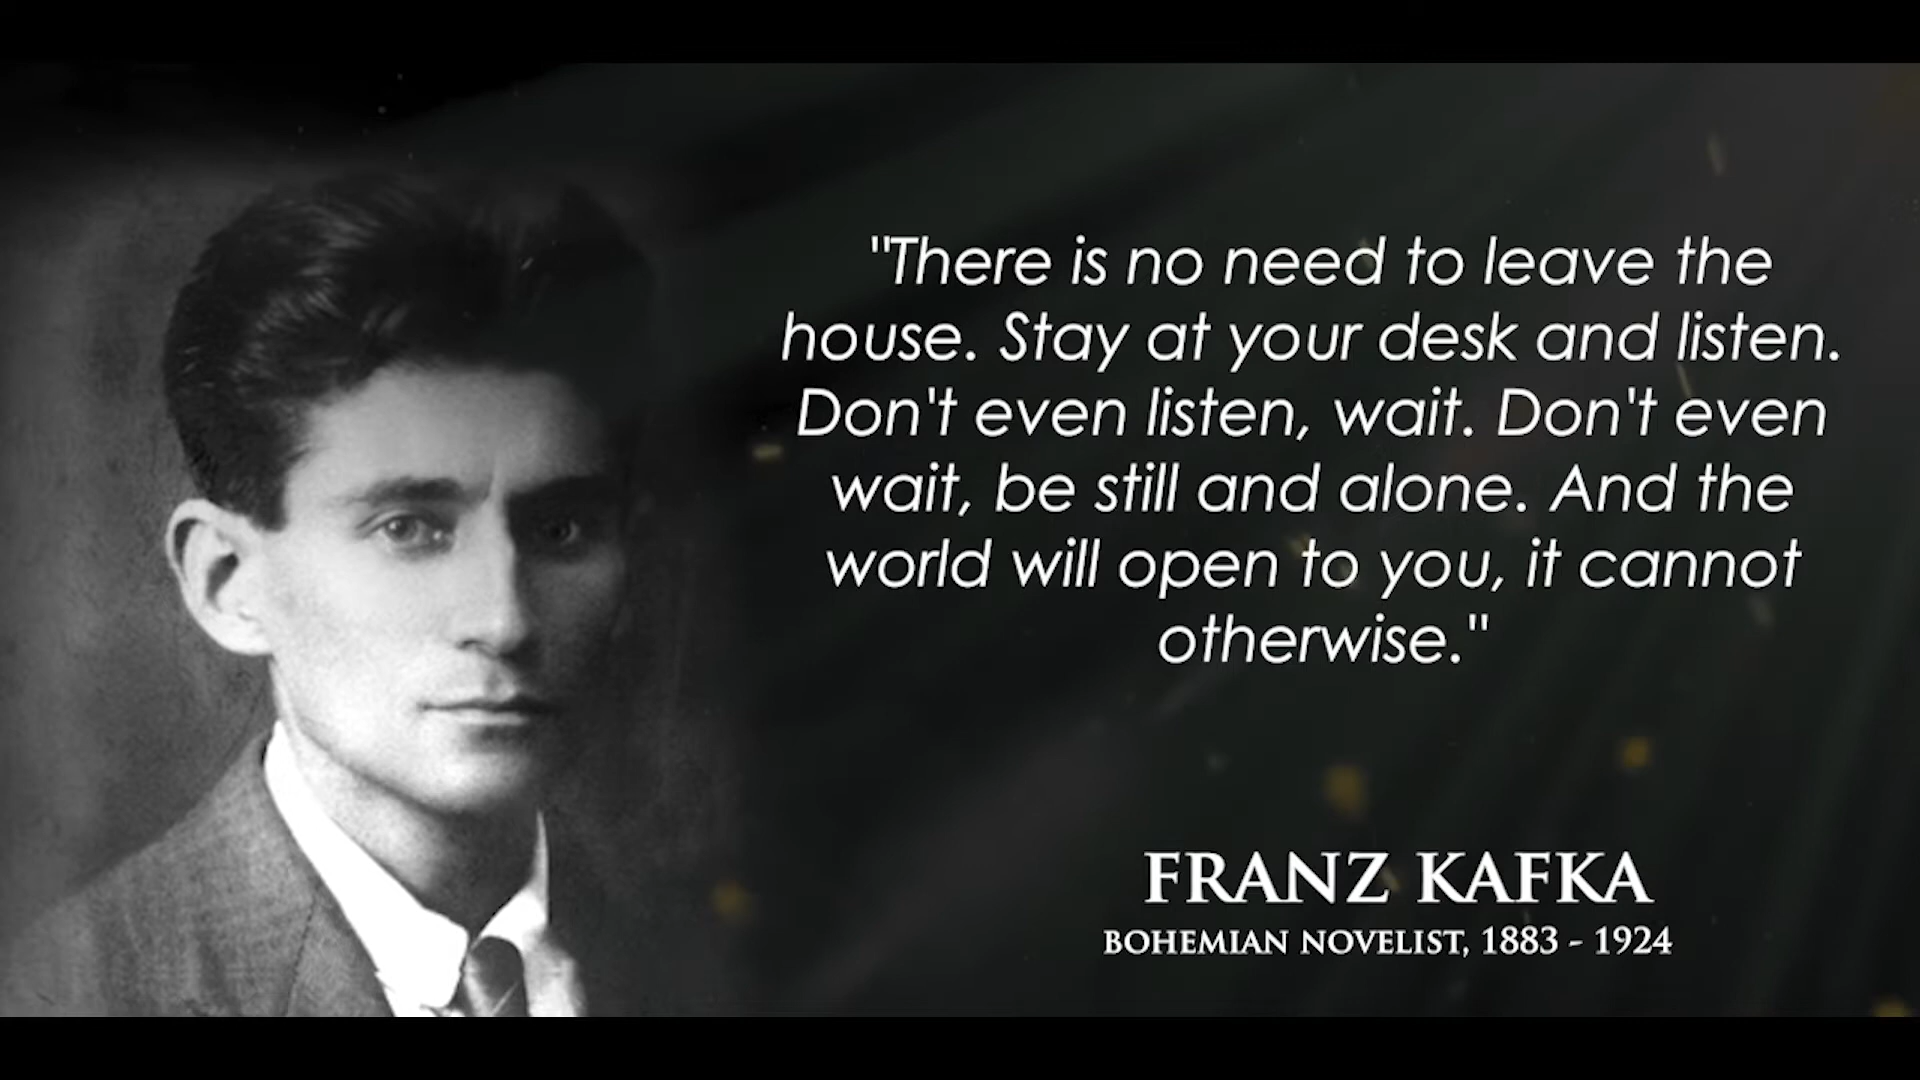 "There is no need to leave the
house. Stay at your desk and listen.
Don't even listen, wait. Don't even
wait, be still and alone. And the
world will open to you, it cannot
otherwise."
FRANZ KAFKA
BOHEMIAN NOVELIST, 1883 - 1924